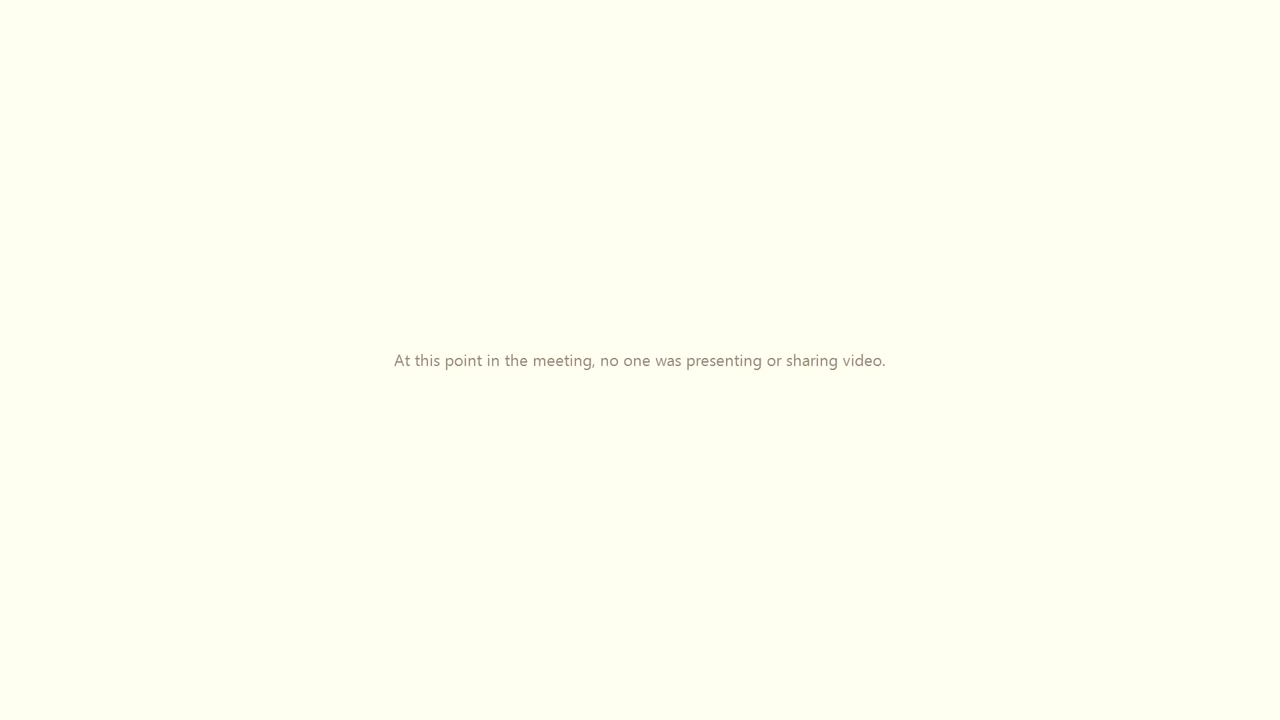 At this point in the meeting, no one was presenting or sharing video.